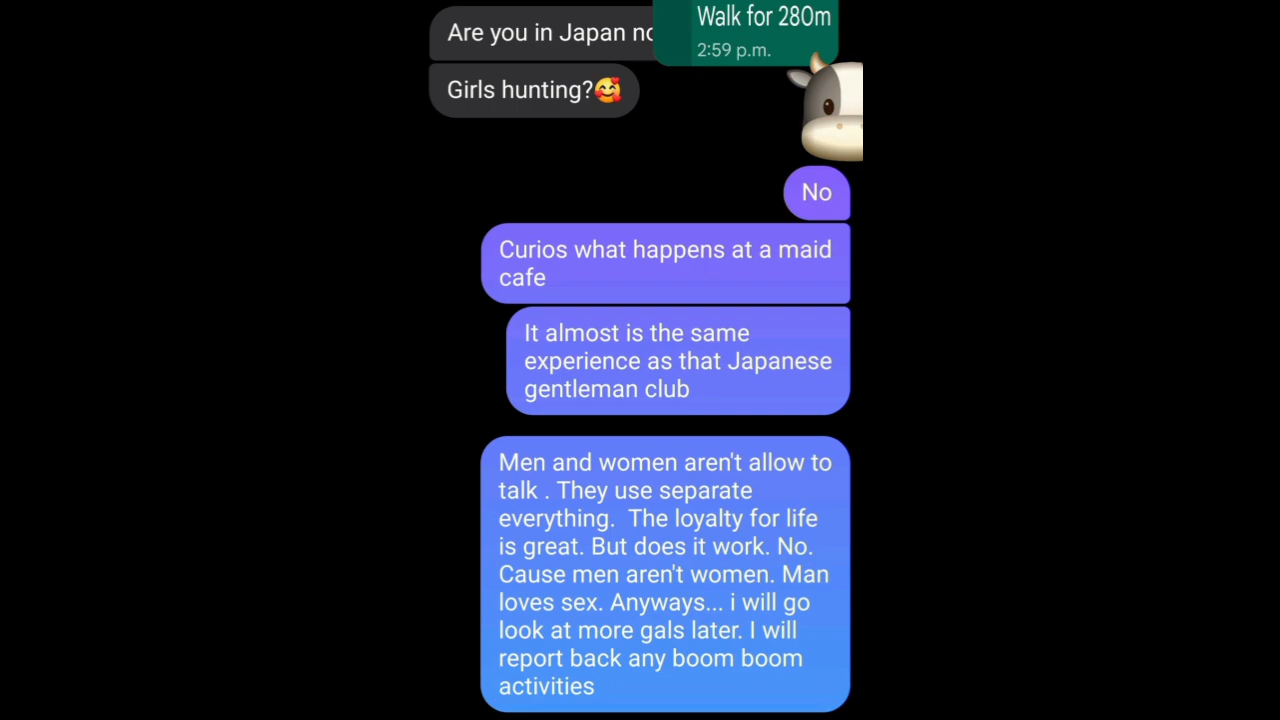 Walk for 280m
2:59 p.m.
Are you in Japan
Girls hunting?🥰
No
Curios what happens at a maid
cafe
It almost is the same
experience as that Japanese
gentleman club
Men and women aren't allow to
talk . They use separate
everything.  The loyalty for life
is great. But does it work. No.
Cause men aren't women. Man
loves sex. Anyways... i will go
look at more gals later. I will
report back any boom boom
activities